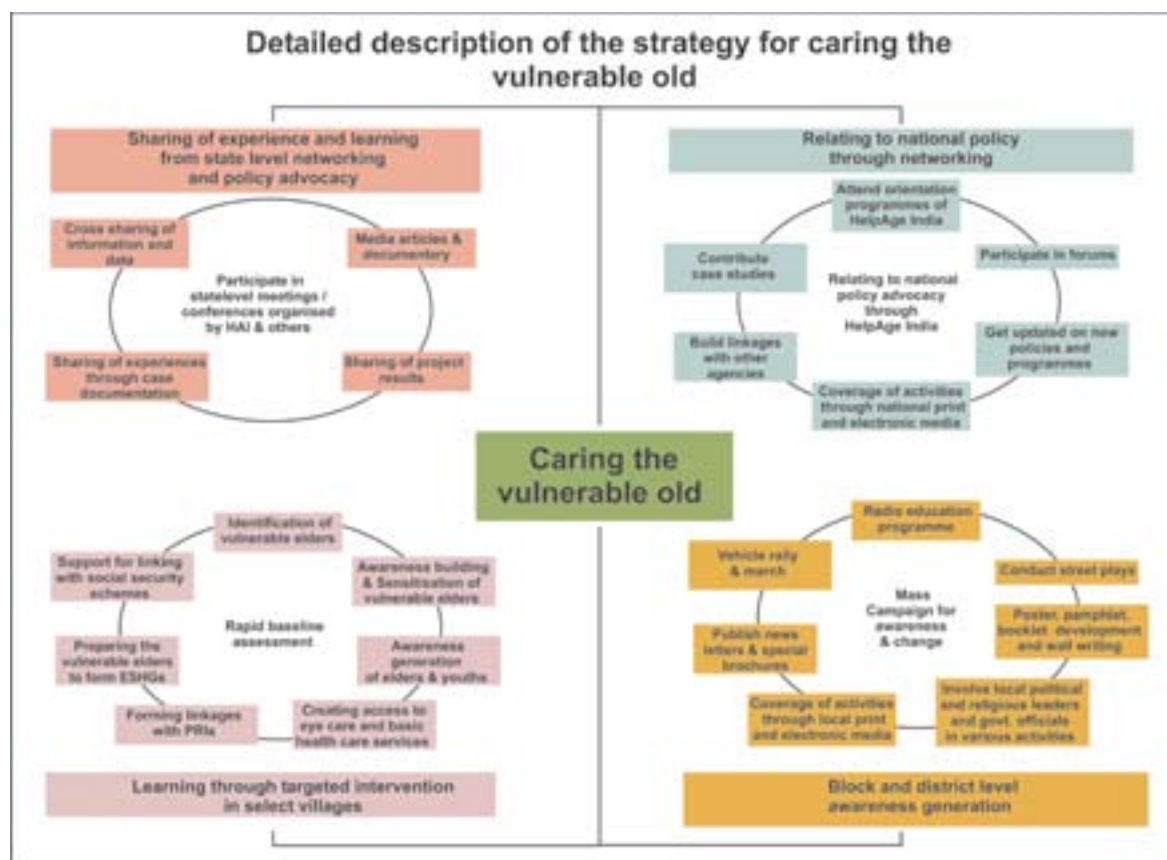 Detailed description of the strategy for caring the
vulnerable old
Sharing of experience and learning
from state level networking
and policy advocacy
Cross sharing of
information and
data
Media articles &
documentary
Participate in
statelevel meetings /
conferences organised
by HAI & others
Sharing of experiences
through case
documentation
Sharing of project
results
Relating to national policy
through networking
Attend orientation
programmes of
HelpAge India
Contribute
case studies
Participate in forums
Relating to national
policy advocacy
through
HelpAge India
Build linkages
with other
agencies
Get updated on new
policies and
programmes
Coverage of activities
through national print
and electronic media
Caring the
vulnerable old
Identification of
vulnerable elders
Support for linking
with social security
schemes
Awareness building
& Sensitisation of
vulnerable elders
Rapid baseline
assessment
Preparing the
vulnerable elders
to form ESHGs
Awareness
generation
of elders & youths
Forming linkages
with PRIs
Creating access to
eye care and basic
health care services
Learning through targeted intervention
in select villages
Radio education
programme
Vehicle rally
& march
Conduct street plays
Mass
Campaign for
awareness
& change
Poster, pamphlet,
booklet development
and wall writing
Publish news
letters & special
brochures
Coverage of activities
through local print
and electronic media
Involve local political
and religious leaders
and govt. officials
in various activities
Block and district level
awareness generation